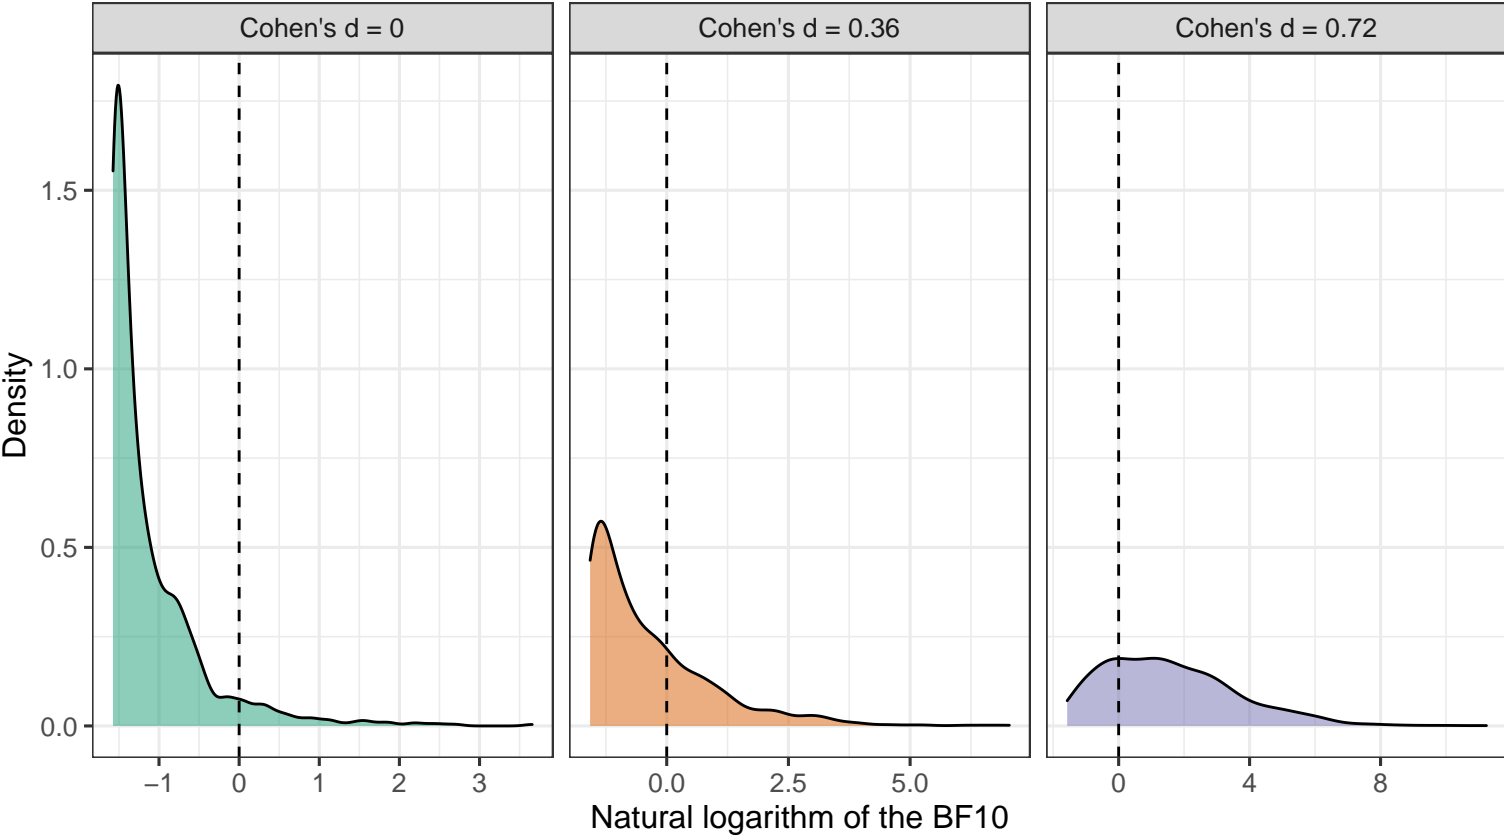 Cohen's d = 0
Cohen's d = 0.36
Cohen's d = 0.72
Density
1.5
1.0
0.5
0.0
−1 0 1 2 3
0.0 2.5 5.0
0 4 8
Natural logarithm of the BF10